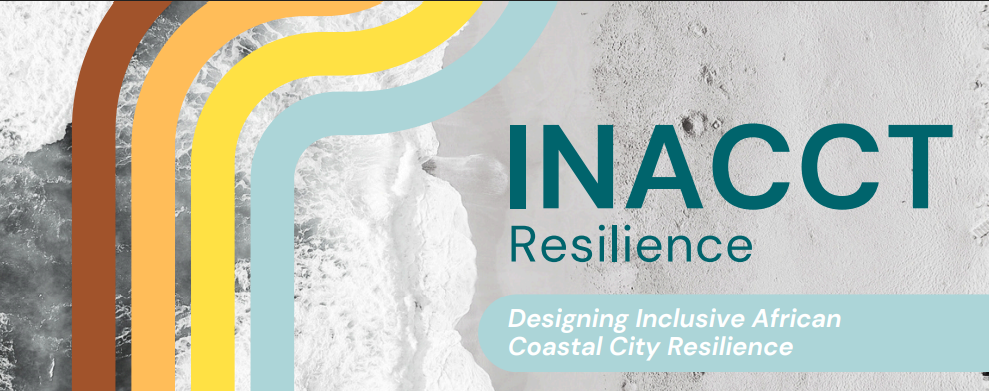 INACCT
Resilience
Designing Inclusive African
Coastal City Resilience